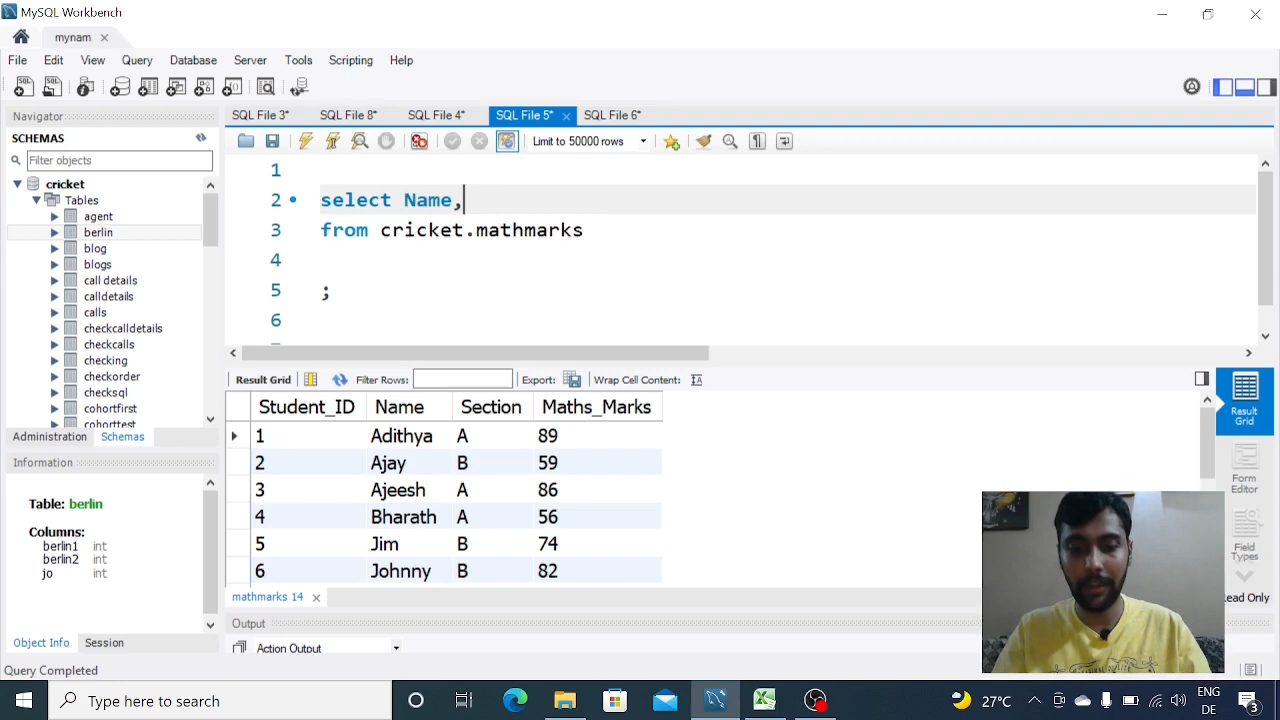 MySQL Workbench
mynam
File Edit View Query Database Server Tools Scripting Help
Navigator
SCHEMAS
Filter objects
cricket
Tables
agent
berlin
blog
blogs
call details
calldetails
calls
checkcalldetails
checkcalls
checking
checkorder
checksql
cohortfirst
cohorttest
Administration Schemas
Information
Table: berlin
Columns:
berlin1 int
berlin2 int
jo int
Object Info Session
Query Completed
SQL File 3* SQL File 8* SQL File 4* SQL File 5* SQL File 6*
Limit to 50000 rows
1
2 select Name,
3 from cricket.mathmarks
4
5 ;
6
Result Grid Filter Rows: Export: Wrap Cell Content:
Student_ID Name Section Maths_Marks
1 Adithya A 89
2 Ajay B 59
3 Ajeesh A 86
4 Bharath A 56
5 Jim B 74
6 Johnny B 82
Result
Grid
Form
Editor
Field
Types
mathmarks 14
ead Only
Output
Action Output
Type here to search
27°C
ENG
3